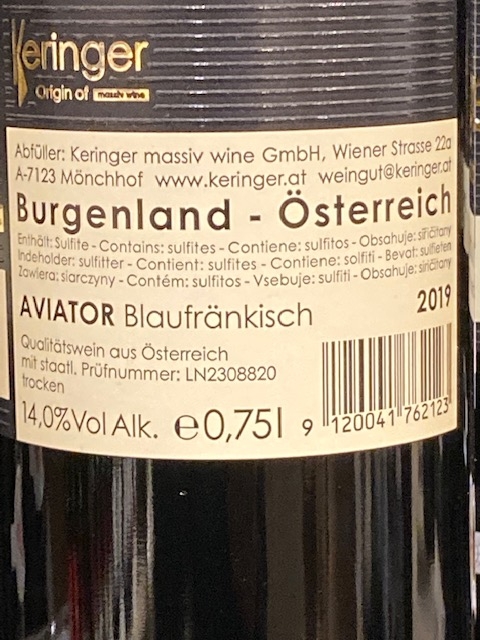 Keringer
Origin of massiv wine
Abfüller: Keringer massiv wine GmbH, Wiener Strasse 22a
A-7123 Mönchhof www.keringer.at weingut@keringer.at
Burgenland - Österreich
Enthält: Sulfite - Contains: sulfites - Contiene: sulfitos - Obsahuje: siřičitany
Indeholder: sulfitter - Contient: sulfites - Contiene: solfiti - Bevat: sulfieten
Zawiera: siarczyny - Contém: sulfitos - Vsebuje: sulfiti - Obsahuje: siričitany
AVIATOR Blaufränkisch 2019
Qualitätswein aus Österreich
mit staatl. Prüfnummer: LN2308820
trocken
14,0%Vol Alk. e0,75l 9 120041 762123